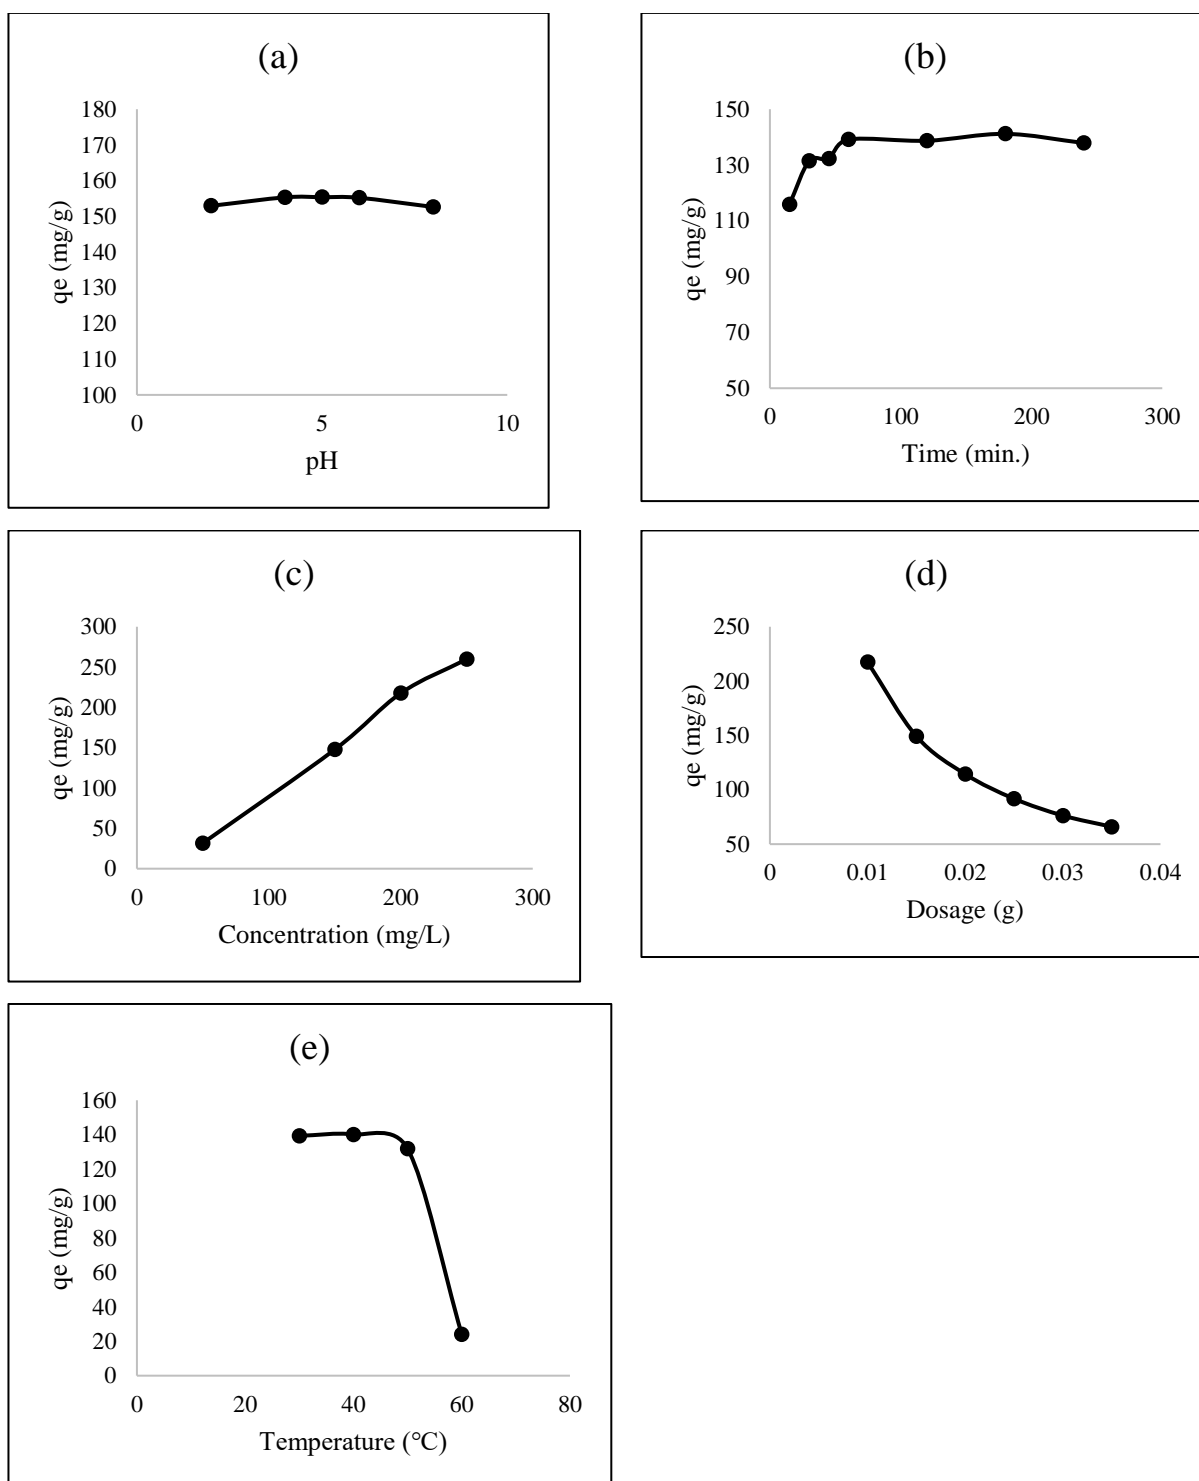 (a)
180
170
160
150
140
130
120
110
100
qe (mg/g)
0 5 10
pH
(b)
150
130
110
90
70
50
qe (mg/g)
0 100 200 300
Time (min.)
(c)
300
250
200
150
100
50
0
qe (mg/g)
0 100 200 300
Concentration (mg/L)
(d)
250
200
150
100
50
qe (mg/g)
0 0.01 0.02 0.03 0.04
Dosage (g)
(e)
160
140
120
100
80
60
40
20
0
qe (mg/g)
0 20 40 60 80
Temperature (°C)